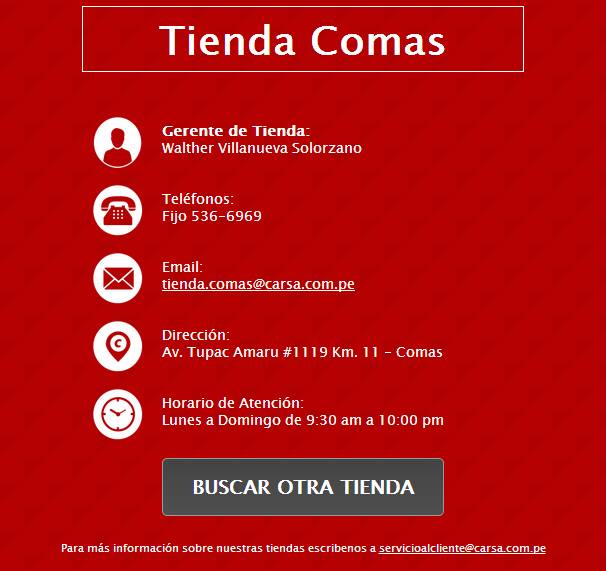 Tienda Comas
Gerente de Tienda:
Walther Villanueva Solorzano
Teléfonos:
Fijo 536-6969
Email:
tienda.comas@carsa.com.pe
Dirección:
Av. Tupac Amaru #1119 Km. 11 - Comas
Horario de Atención:
Lunes a Domingo de 9:30 am a 10:00 pm
BUSCAR OTRA TIENDA
Para más información sobre nuestras tiendas escribenos a servicioalcliente@carsa.com.pe